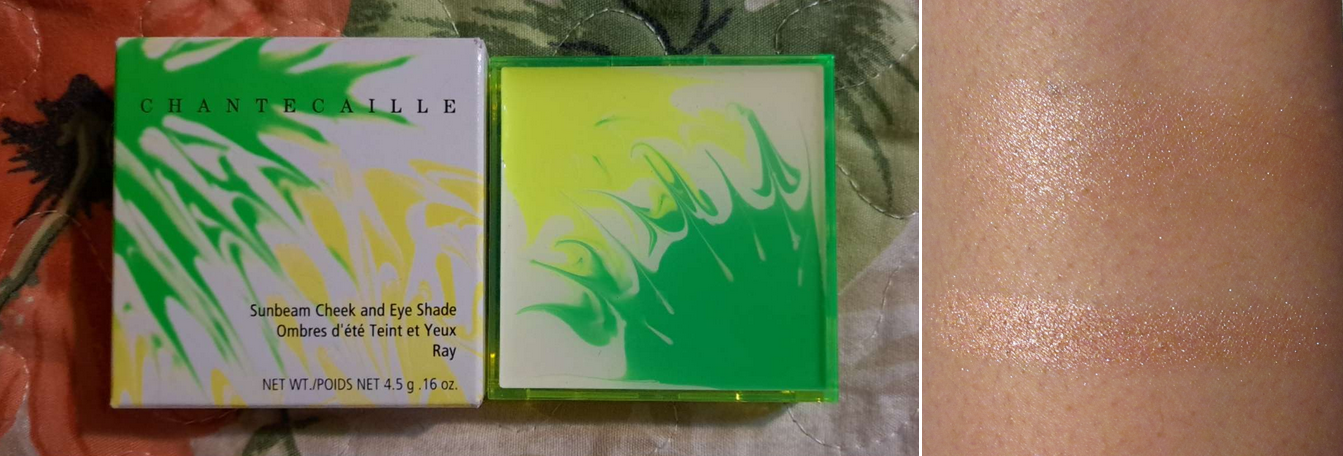 CHANTECAILLE
Sunbeam Cheek and Eye Shade
Ombres d'été Teint et Yeux
Ray
NET WT./POIDS NET 4.5 g .16 oz.